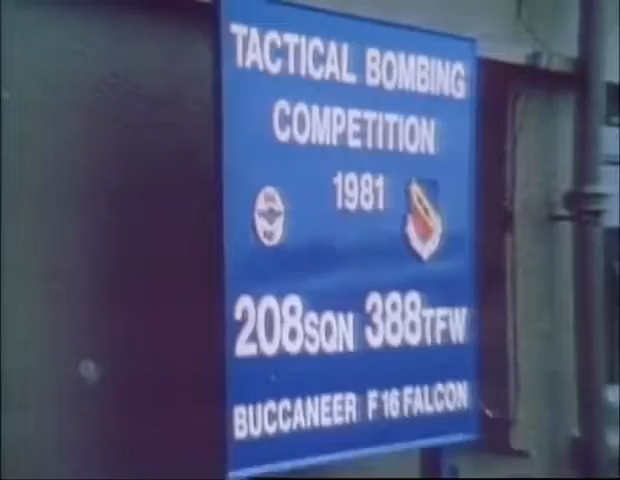 TACTICAL BOMBING
COMPETITION
1981
208SQN 388TFW
BUCCANEER F16 FALCON